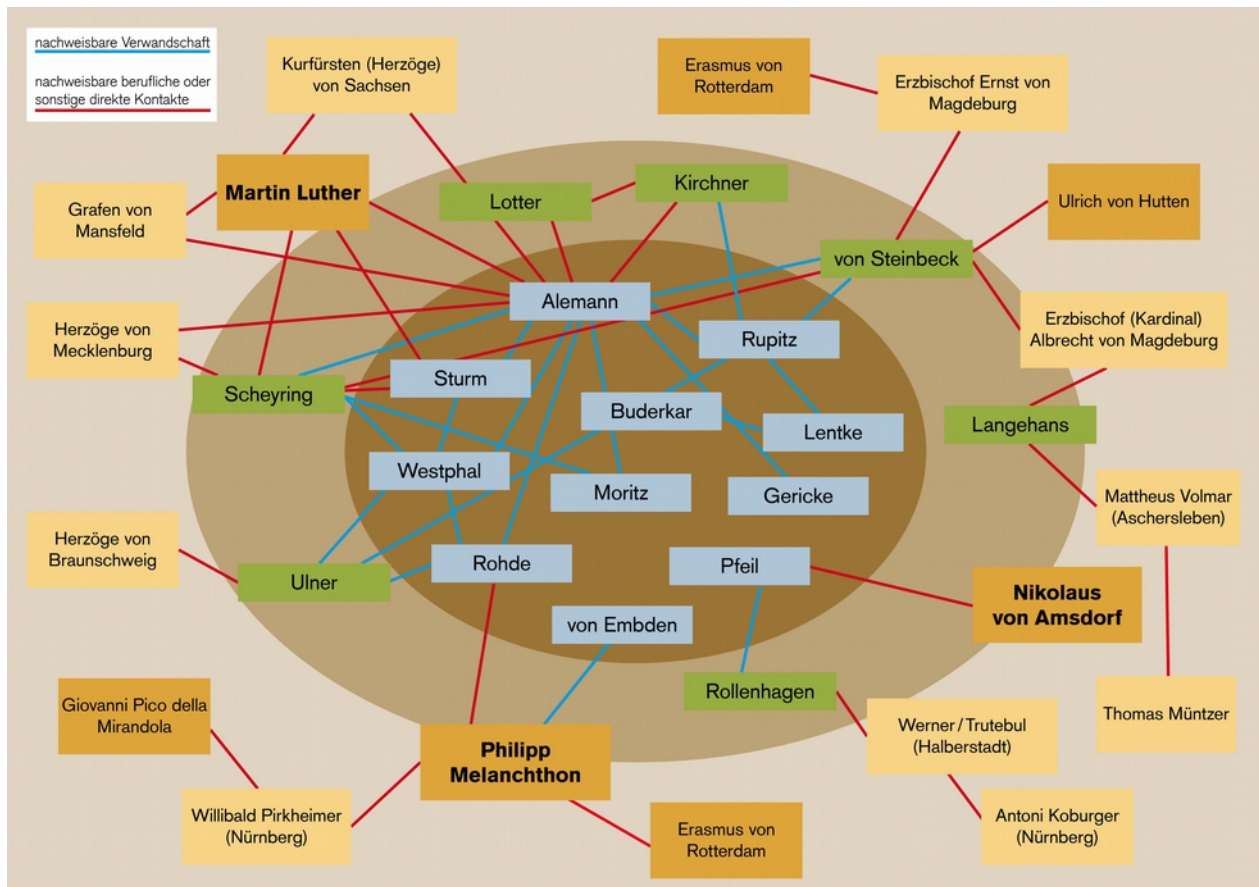 nachweisbare Verwandschaft
nachweisbare berufliche oder
sonstige direkte Kontakte
Kurfürsten (Herzöge)
von Sachsen
Erasmus von
Rotterdam
Erzbischof Ernst von
Magdeburg
Martin Luther
Lotter
Kirchner
Ulrich von Hutten
Grafen von
Mansfeld
von Steinbeck
Alemann
Herzöge von
Mecklenburg
Rupitz
Erzbischof (Kardinal)
Albrecht von Magdeburg
Scheyring
Sturm
Buderkar
Lentke
Langehans
Westphal
Moritz
Gericke
Mattheus Volmar
(Aschersleben)
Herzöge von
Braunschweig
Ulner
Rohde
Pfeil
Nikolaus
von Amsdorf
von Embden
Rollenhagen
Giovanni Pico della
Mirandola
Thomas Müntzer
Werner / Trutebul
(Halberstadt)
Philipp
Melanchthon
Willibald Pirkheimer
(Nürnberg)
Erasmus von
Rotterdam
Antoni Koburger
(Nürnberg)